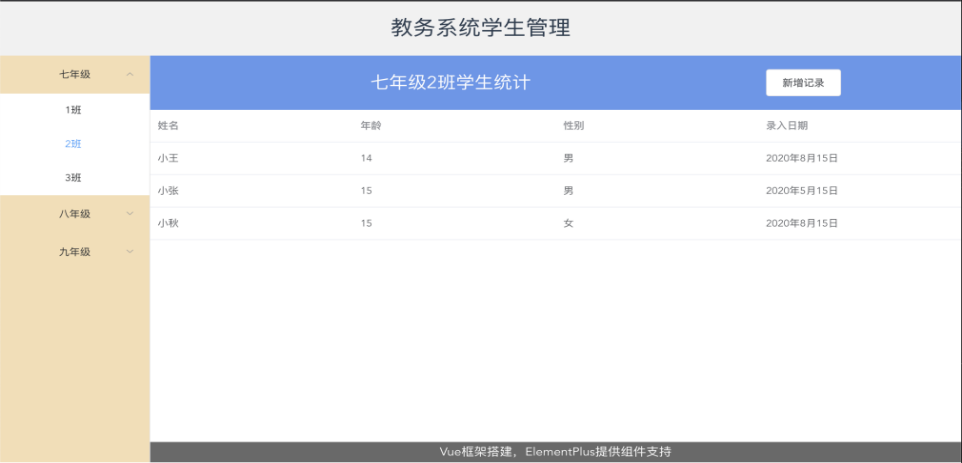 教务系统学生管理
七年级
1班
2班
3班
八年级
九年级
七年级2班学生统计 新增记录
姓名 年龄 性别 录入日期
小王 14 男 2020年8月15日
小张 15 男 2020年5月15日
小秋 15 女 2020年8月15日
Vue框架搭建，ElementPlus提供组件支持